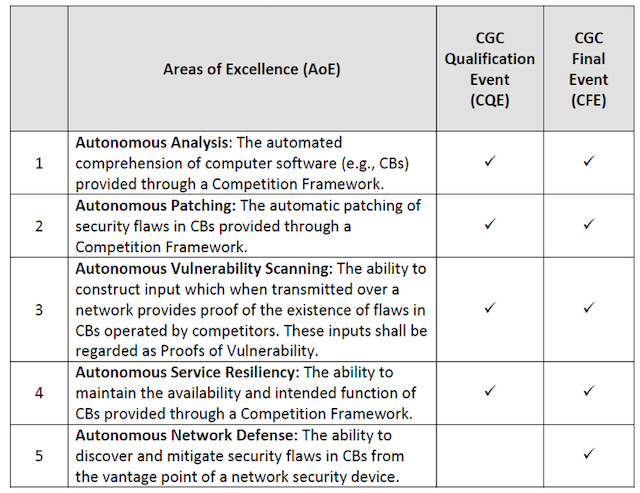 Areas of Excellence (AoE)
CGC
Qualification
Event
(CQE)
CGC
Final
Event
(CFE)
1
Autonomous Analysis: The automated
comprehension of computer software (e.g., CBs)
provided through a Competition Framework.
✓
✓
2
Autonomous Patching: The automatic patching of
security flaws in CBs provided through a
Competition Framework.
✓
✓
3
Autonomous Vulnerability Scanning: The ability to
construct input which when transmitted over a
network provides proof of the existence of flaws in
CBs operated by competitors. These inputs shall be
regarded as Proofs of Vulnerability.
✓
✓
4
Autonomous Service Resiliency: The ability to
maintain the availability and intended function of
CBs provided through a Competition Framework.
✓
✓
5
Autonomous Network Defense: The ability to
discover and mitigate security flaws in CBs from
the vantage point of a network security device.
✓